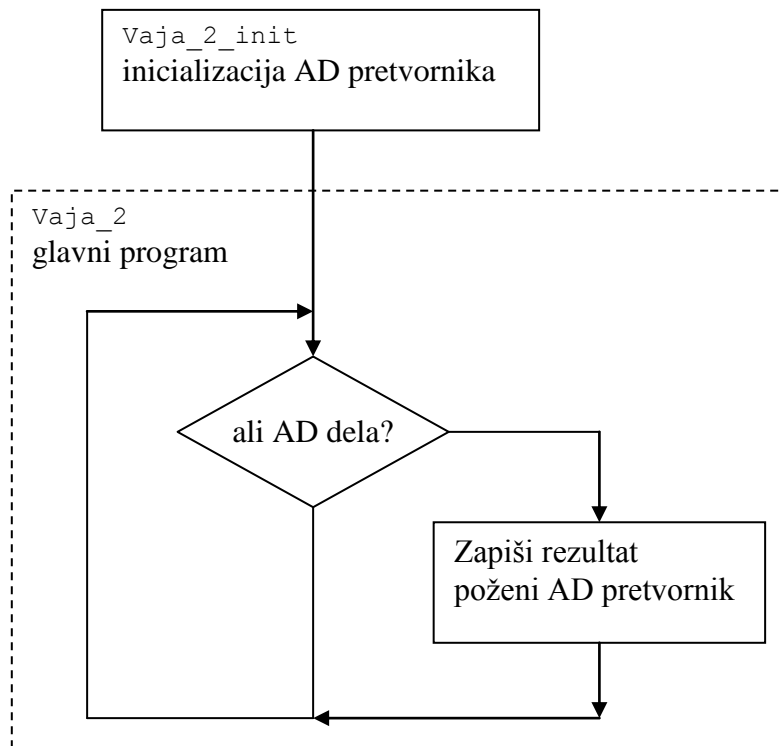 Vaja_2_init
inicializacija AD pretvornika
Vaja_2
glavni program
ali AD dela?
Zapiši rezultat
poženi AD pretvornik